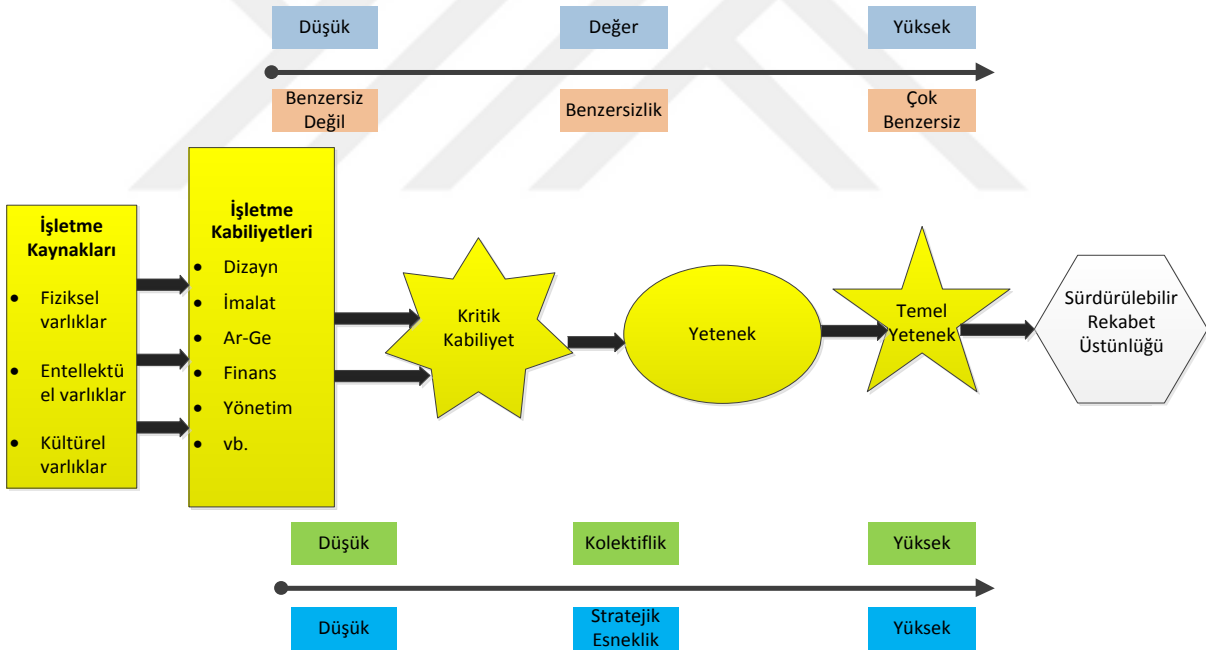 Düşük
Değer
Yüksek
Benzersiz
Değil
Benzersizlik
Çok
Benzersiz
İşletme
Kaynakları
• Fiziksel
varlıklar
• Entellektü
el varlıklar
• Kültürel
varlıklar
İşletme
Kabiliyetleri
• Dizayn
• İmalat
• Ar-Ge
• Finans
• Yönetim
• vb.
Kritik
Kabiliyet
Yetenek
Temel
Yetenek
Sürdürülebilir
Rekabet
Üstünlüğü
Düşük
Kolektiflik
Yüksek
Düşük
Stratejik
Esneklik
Yüksek